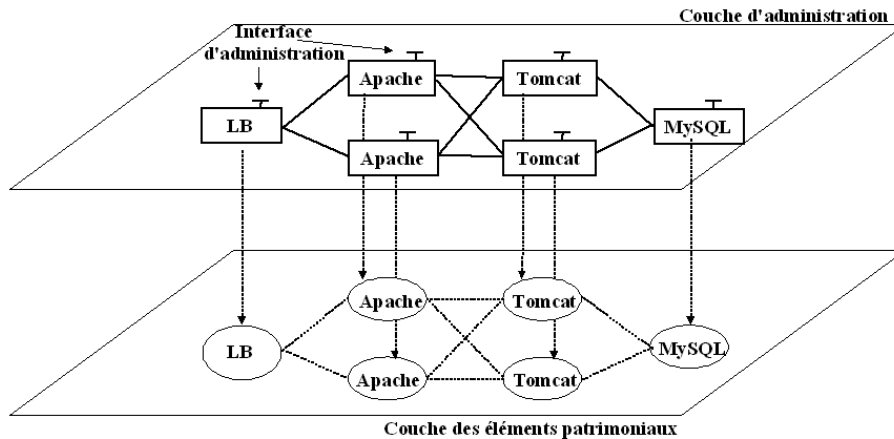 Couche d'administration
Interface
d'administration
Apache
Tomcat
LB
MySQL
Apache
Tomcat
Apache
Tomcat
LB
MySQL
Apache
Tomcat
Couche des éléments patrimoniaux